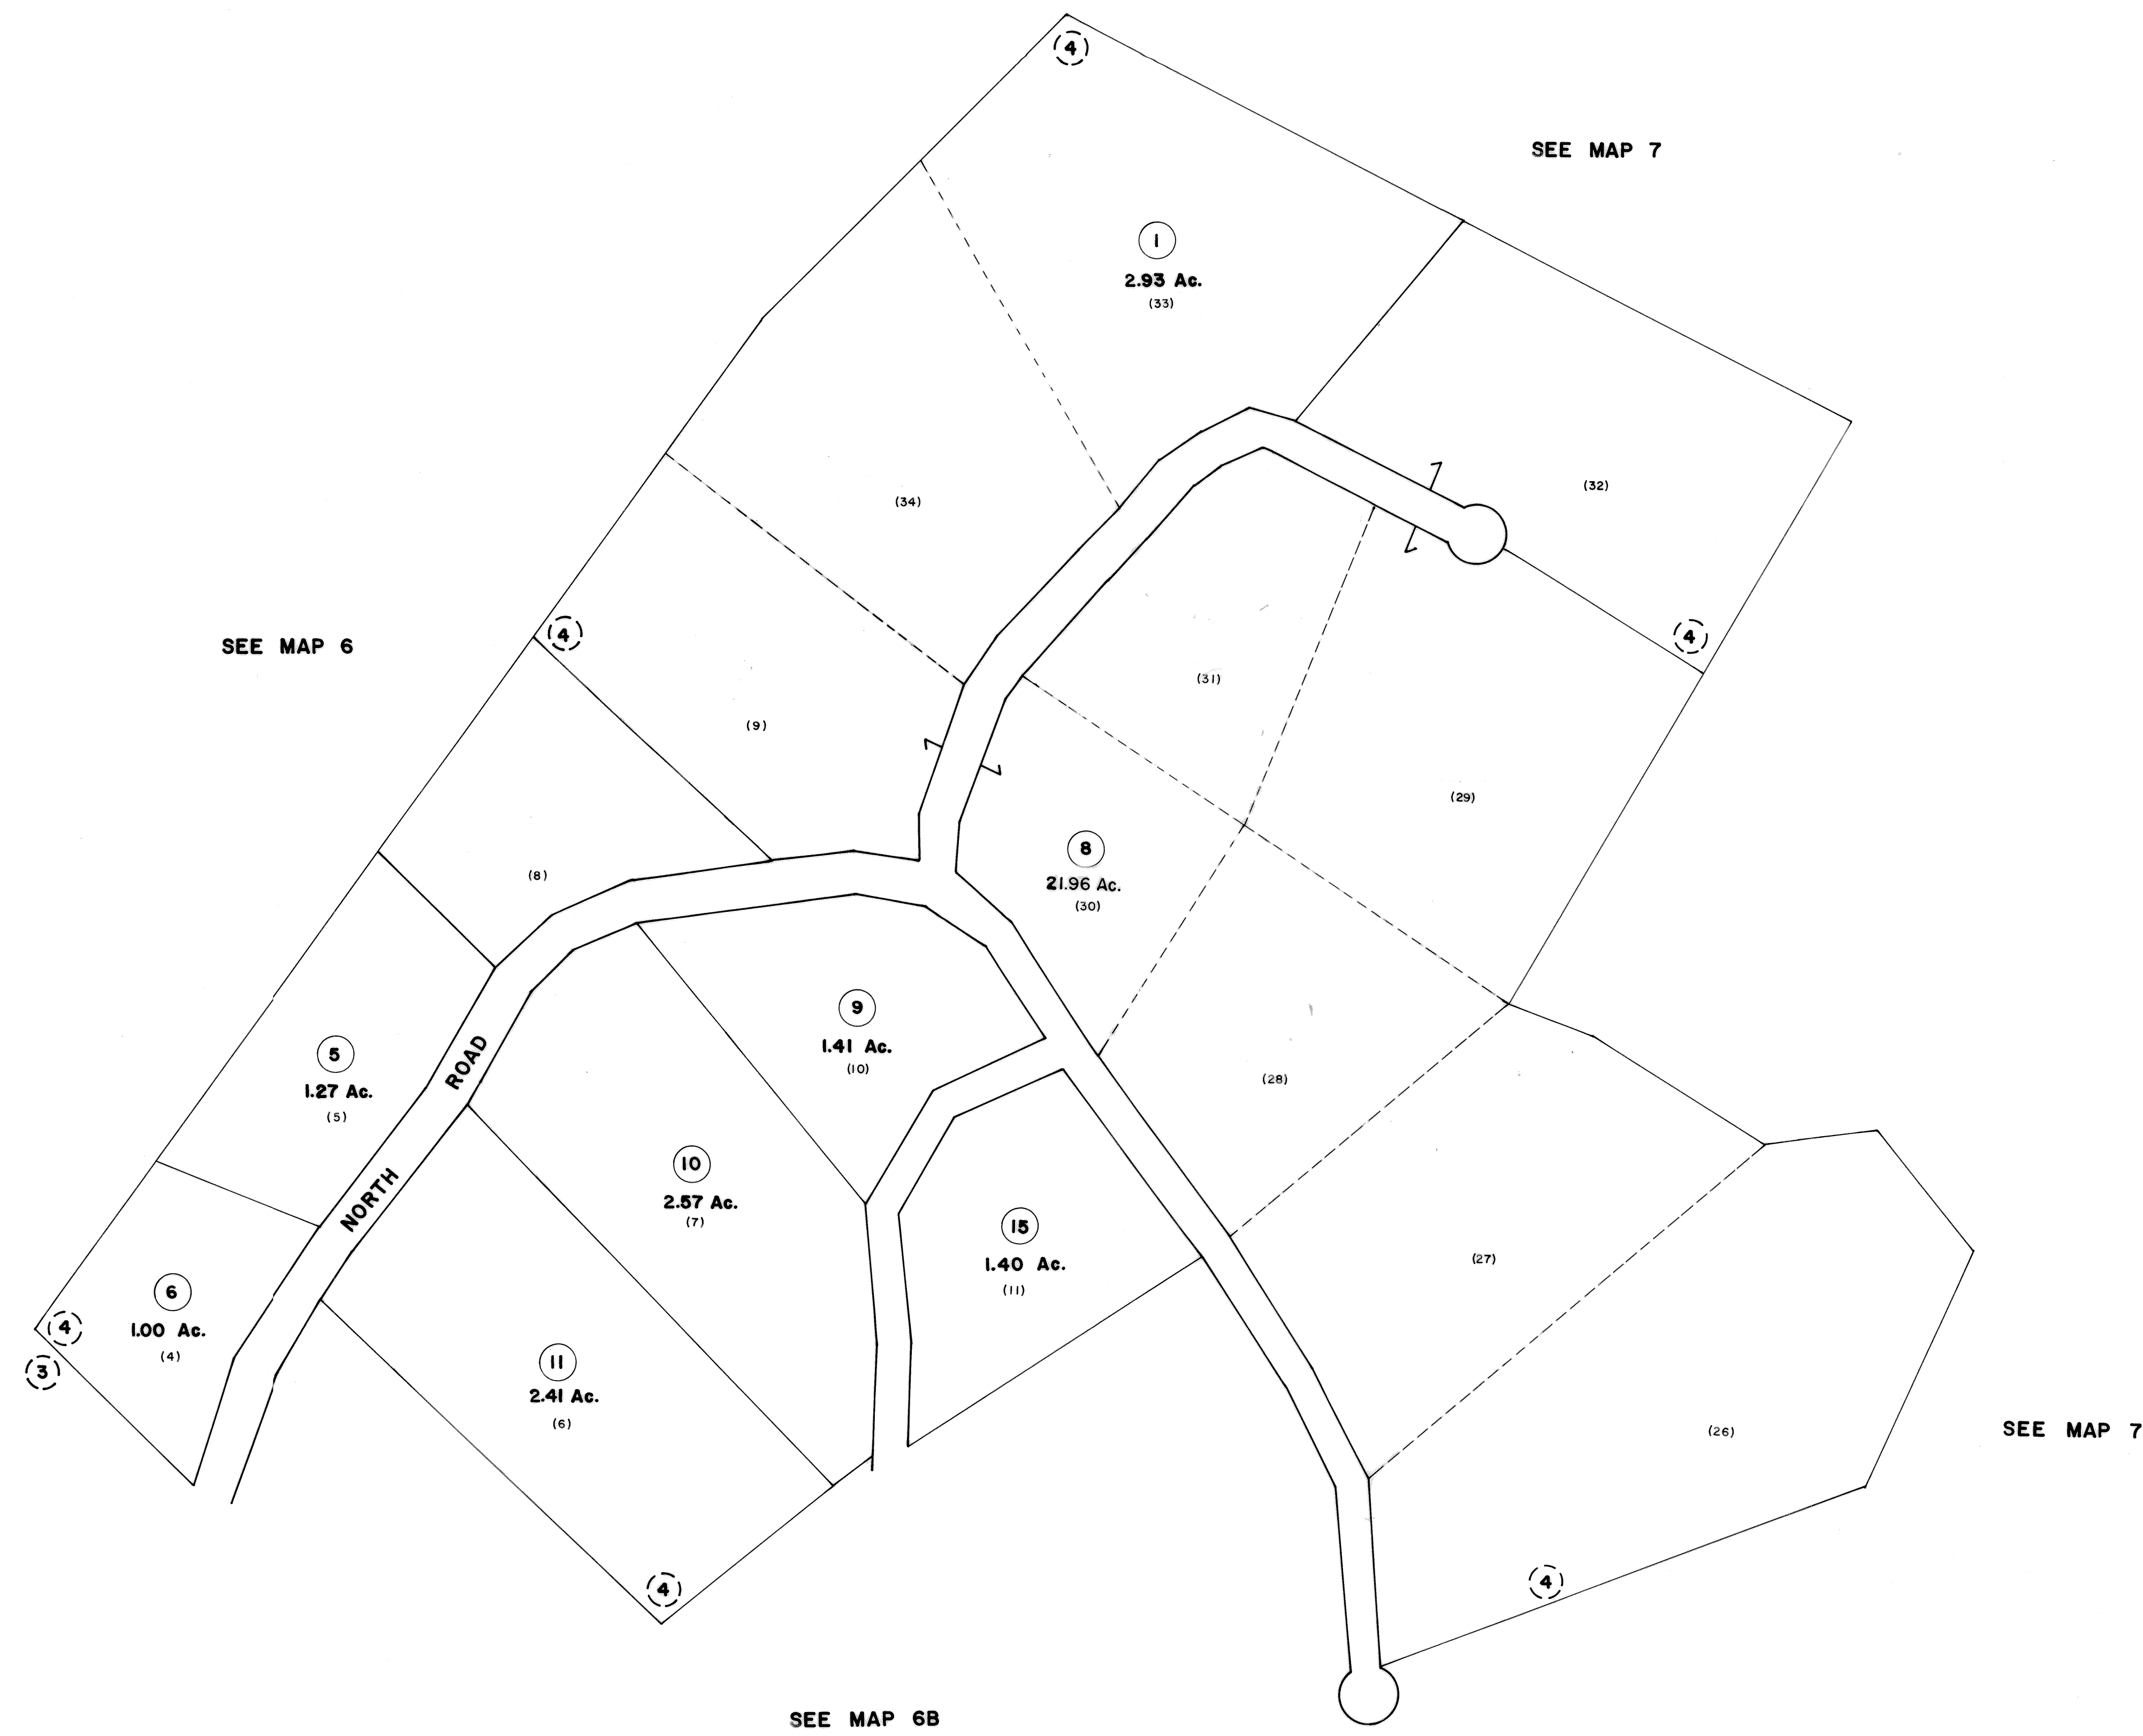 4
SEE MAP 7
1
2.93 Ac.
(33)
(32)
(34)
4
SEE MAP 6
4
(31)
(9)
(29)
8
21.96 Ac.
(30)
(8)
9
1.41 Ac.
(10)
5
1.27 Ac.
(5)
(28)
NORTH ROAD
10
2.57 Ac.
(7)
15
1.40 Ac.
(11)
(27)
6
1.00 Ac.
(4)
4
3
11
2.41 Ac.
(6)
(26)
SEE MAP 7
4
4
SEE MAP 6B